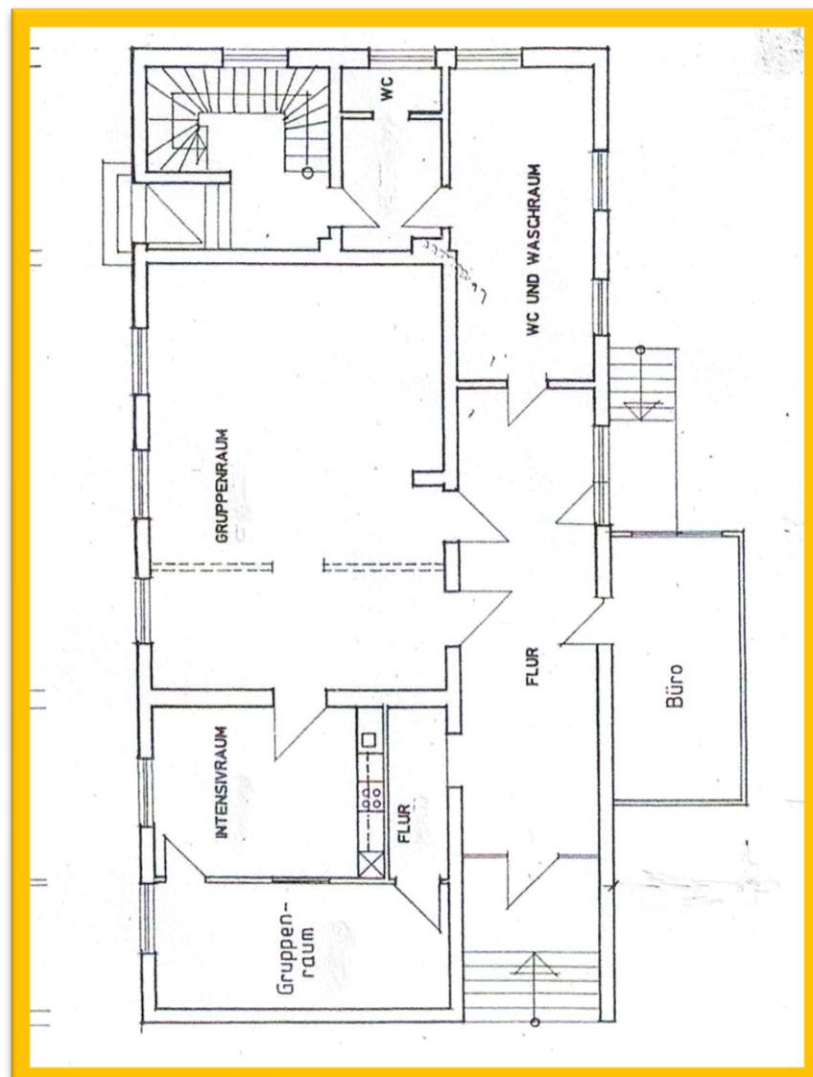 WC
WC UND WASCHRAUM
GRUPPENRAUM
FLUR
Büro
INTENSIVRAUM
FLUR
Gruppen-
raum